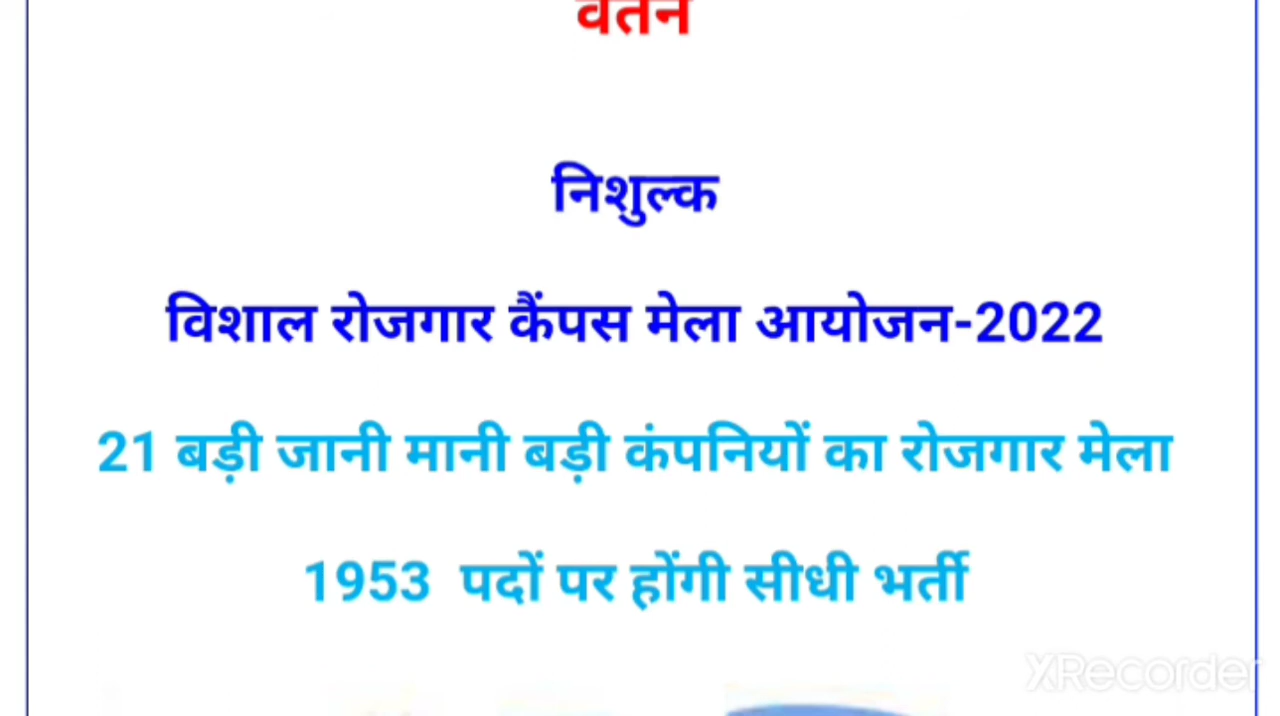 वेतन
निशुल्क
विशाल रोजगार कैंपस मेला आयोजन-2022
21 बड़ी जानी मानी बड़ी कंपनियों का रोजगार मेला
1953 पदों पर होंगी सीधी भर्ती
XRecorder